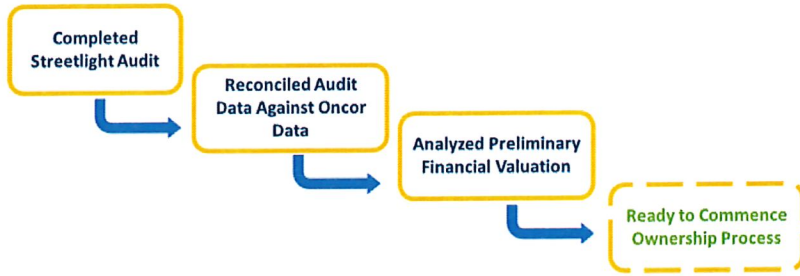 Completed
Streetlight Audit
Reconciled Audit
Data Against Oncor
Data
Analyzed Preliminary
Financial Valuation
Ready to Commence
Ownership Process